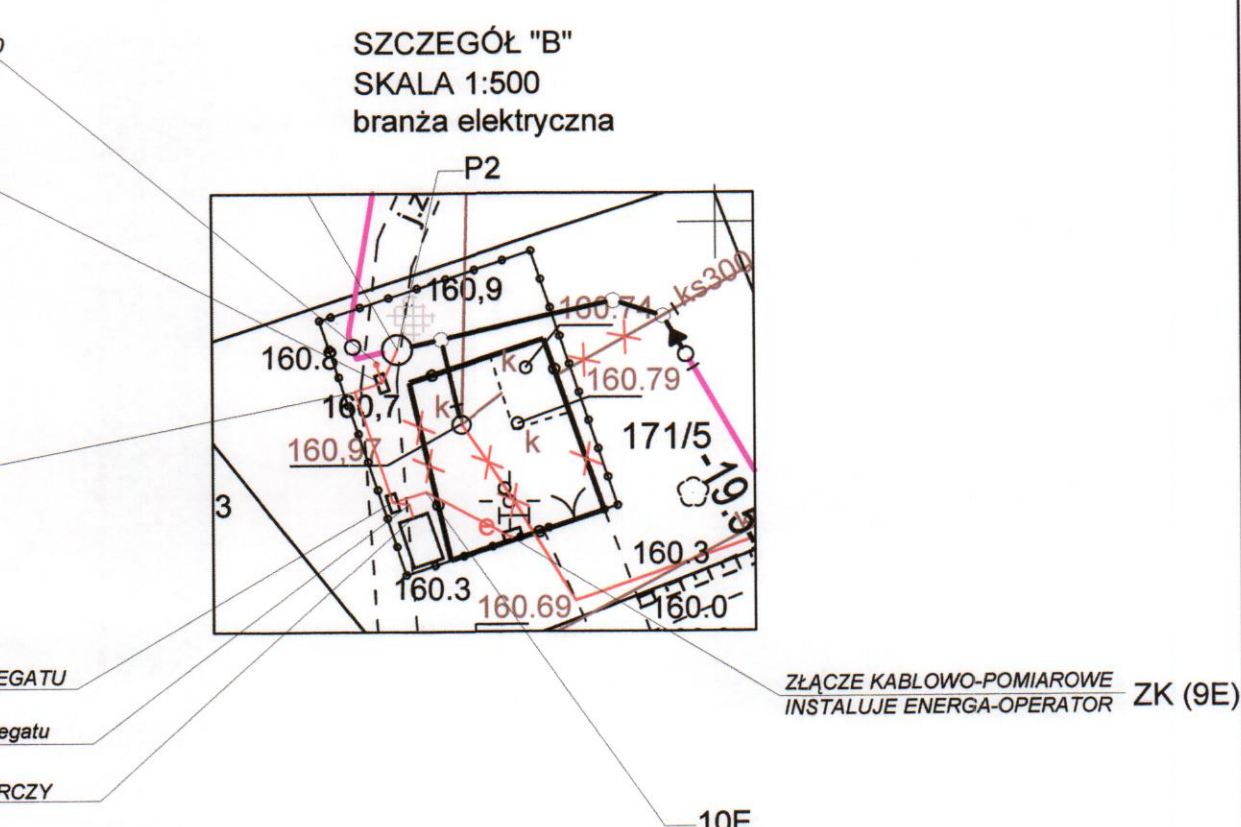 SZCZEGÓŁ "B"
SKALA 1:500
branża elektryczna
P2
j.z
160,9
ks300
160.74
160.8
160.79
160,7
k
k
k
171/5
160,97
-19.5
3
160.3
160.3
160.69
160.0
EGATU
egatu
RCZY
ZŁĄCZE KABLOWO-POMIAROWE
INSTALUJE ENERGA-OPERATOR
ZK (9E)
10E